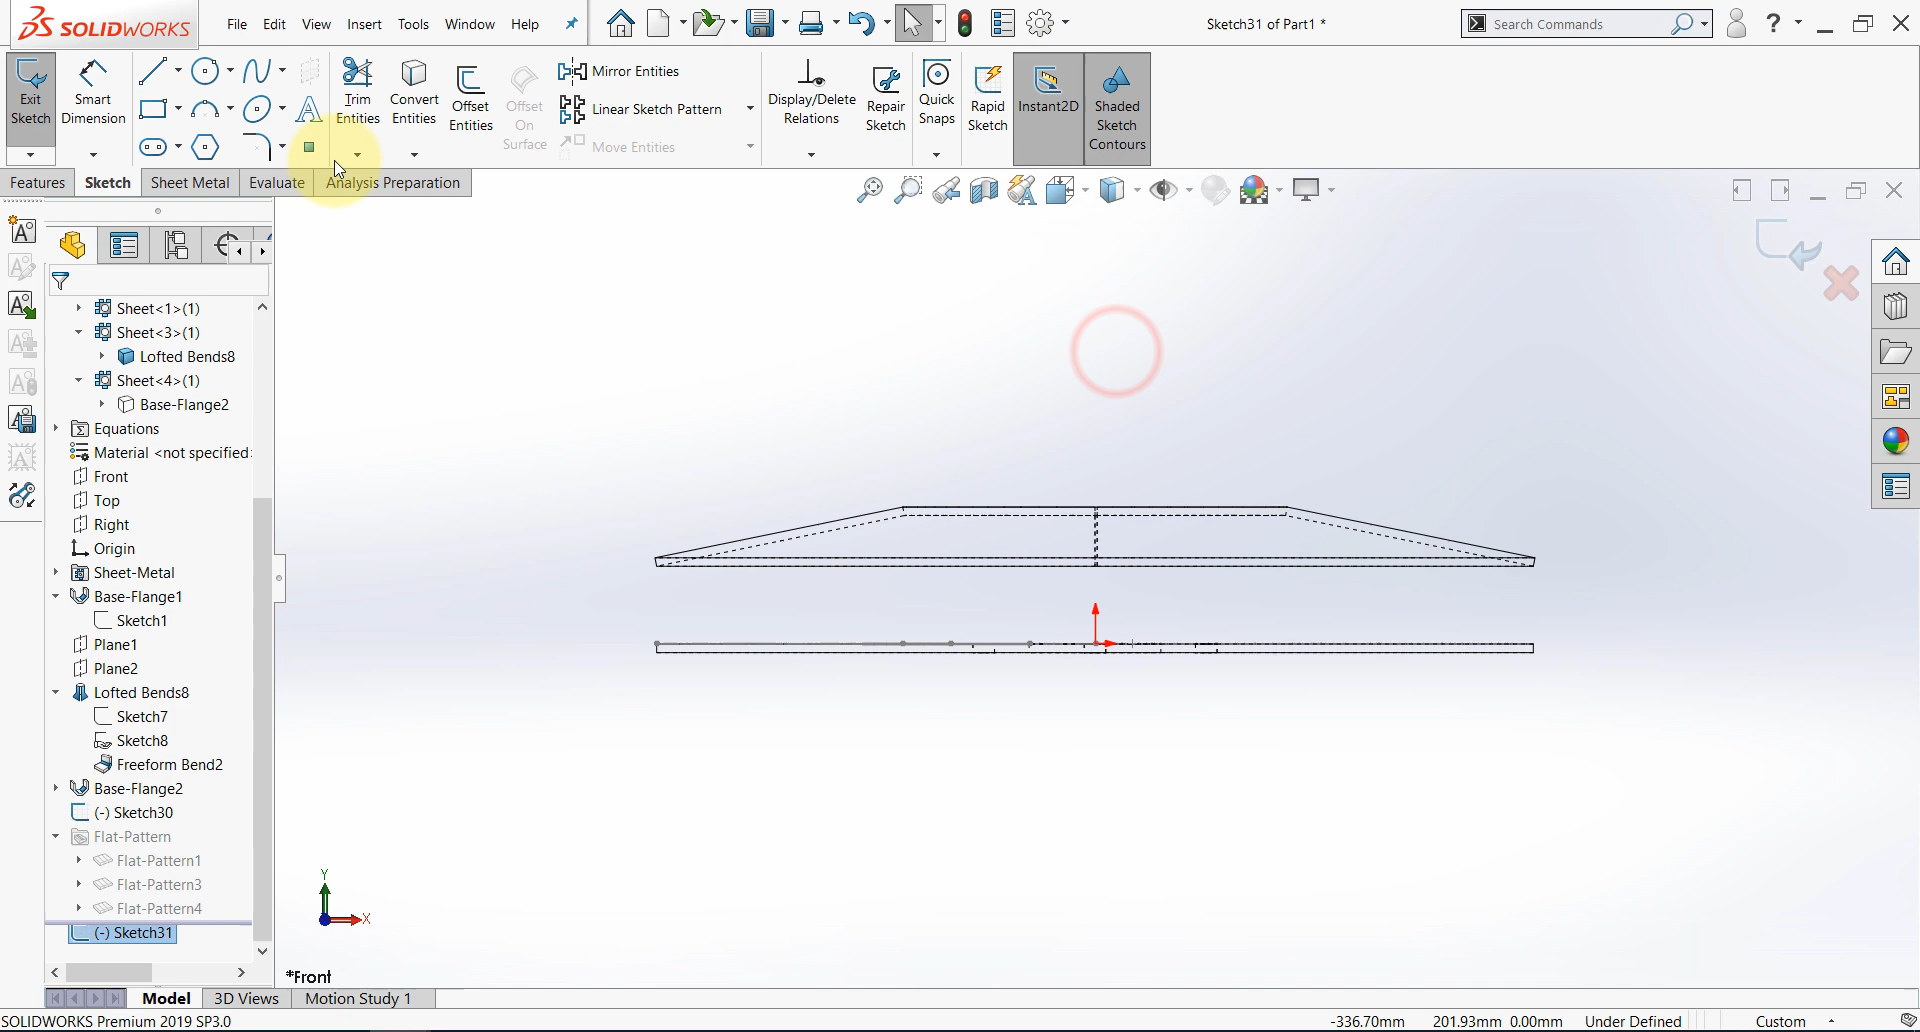 SOLIDWORKS File Edit View Insert Tools Window Help Sketch31 of Part1 * Search Commands ?
Exit Sketch
Smart Dimension
Trim Entities
Convert Entities
Offset Entities
Offset On Surface
Mirror Entities
Linear Sketch Pattern
Move Entities
Display/Delete Relations
Repair Sketch
Quick Snaps
Rapid Sketch
Instant2D
Shaded Sketch Contours
Features Sketch Sheet Metal Evaluate Analysis Preparation
Sheet<1>(1)
Sheet<3>(1)
Lofted Bends8
Sheet<4>(1)
Base-Flange2
Equations
Material <not specified>
Front
Top
Right
Origin
Sheet-Metal
Base-Flange1
Sketch1
Plane1
Plane2
Lofted Bends8
Sketch7
Sketch8
Freeform Bend2
Base-Flange2
(-) Sketch30
Flat-Pattern
Flat-Pattern1
Flat-Pattern3
Flat-Pattern4
(-) Sketch31
Y
X
*Front
Model 3D Views Motion Study 1
SOLIDWORKS Premium 2019 SP3.0 -336.70mm 201.93mm 0.00mm Under Defined Custom